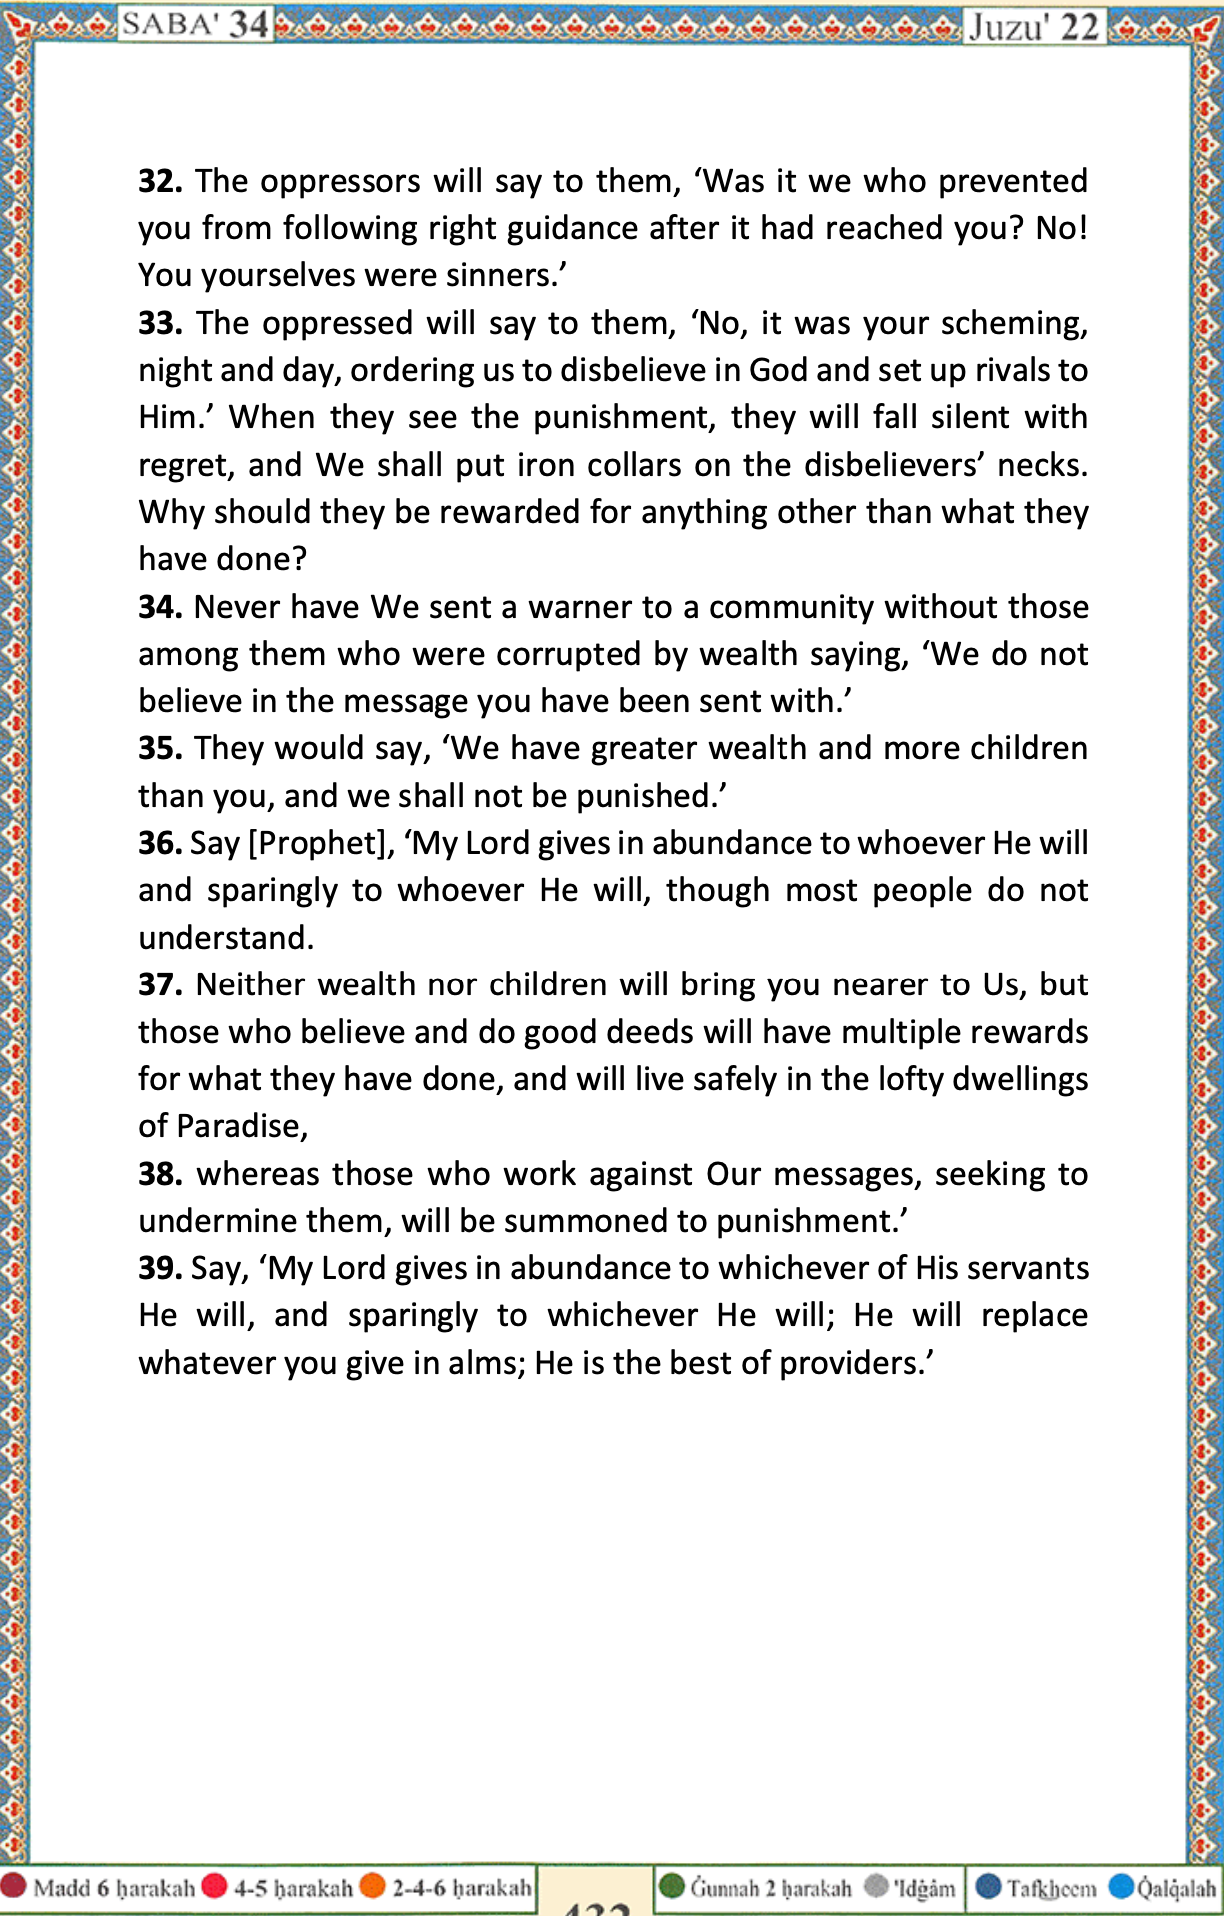 SABA' 34 Juzu' 22
32. The oppressors will say to them, ‘Was it we who prevented
you from following right guidance after it had reached you? No!
You yourselves were sinners.’
33. The oppressed will say to them, ‘No, it was your scheming,
night and day, ordering us to disbelieve in God and set up rivals to
Him.’ When they see the punishment, they will fall silent with
regret, and We shall put iron collars on the disbelievers’ necks.
Why should they be rewarded for anything other than what they
have done?
34. Never have We sent a warner to a community without those
among them who were corrupted by wealth saying, ‘We do not
believe in the message you have been sent with.’
35. They would say, ‘We have greater wealth and more children
than you, and we shall not be punished.’
36. Say [Prophet], ‘My Lord gives in abundance to whoever He will
and sparingly to whoever He will, though most people do not
understand.
37. Neither wealth nor children will bring you nearer to Us, but
those who believe and do good deeds will have multiple rewards
for what they have done, and will live safely in the lofty dwellings
of Paradise,
38. whereas those who work against Our messages, seeking to
undermine them, will be summoned to punishment.’
39. Say, ‘My Lord gives in abundance to whichever of His servants
He will, and sparingly to whichever He will; He will replace
whatever you give in alms; He is the best of providers.’
Madd 6 ḥarakah 4-5 ḥarakah 2-4-6 ḥarakah Ġunnah 2 ḥarakah 'Idġâm Tafkheem Qalqalah